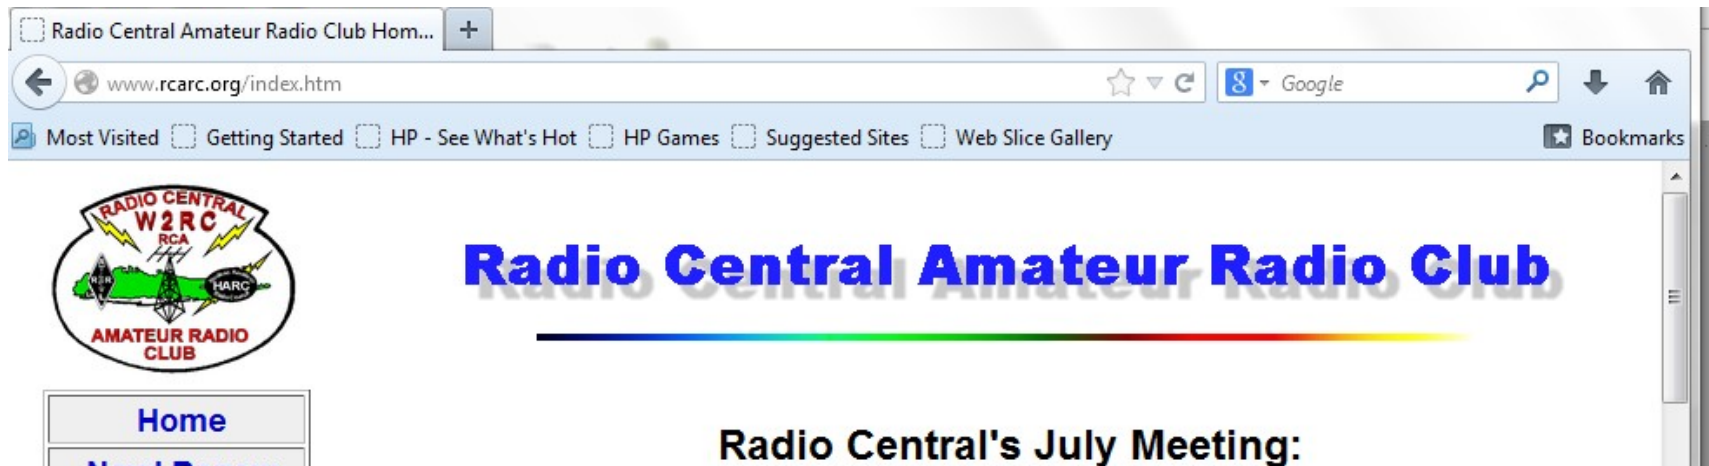 Radio Central Amateur Radio Club Hom...
www.rcarc.org/index.htm
8 Google
Most Visited Getting Started HP - See What's Hot HP Games Suggested Sites Web Slice Gallery Bookmarks
RADIO CENTRAL
W2RC
RCA
HARC
AMATEUR RADIO
CLUB
Radio Central Amateur Radio Club
Home
Radio Central's July Meeting: